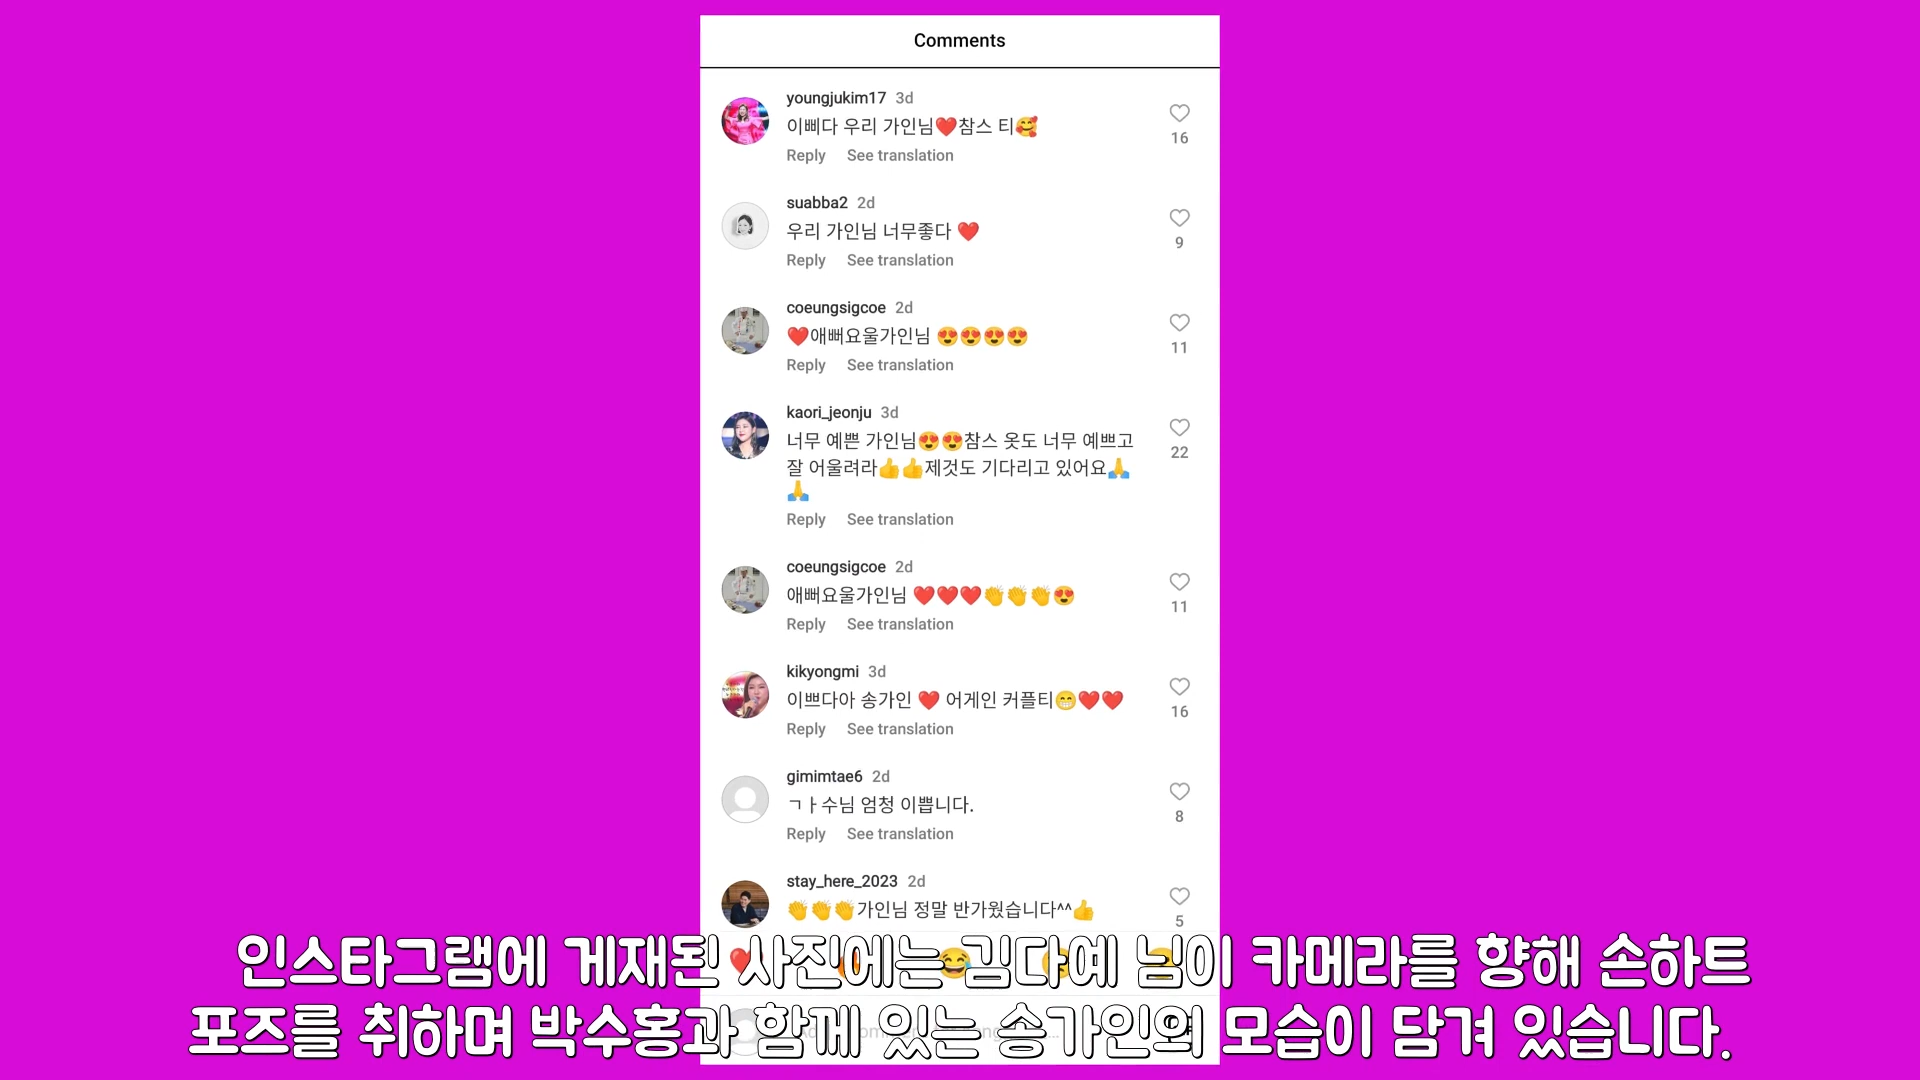 Comments
youngjukim17 3d
이삐다 우리 가인님❤️참스 티🥰
16
Reply See translation
suabba2 2d
우리 가인님 너무좋다 ❤️
9
Reply See translation
coeungsigcoe 2d
❤️애뻐요울가인님 😍😍😍😍
11
Reply See translation
kaori_jeonju 3d
너무 예쁜 가인님😍😍참스 옷도 너무 예쁘고
잘 어울려라👍👍제것도 기다리고 있어요🙏
🙏
22
Reply See translation
coeungsigcoe 2d
애뻐요울가인님 ❤️❤️❤️👏👏👏😍
11
Reply See translation
kikyongmi 3d
이쁘다아 송가인 ❤️ 어게인 커플티😁❤️❤️
16
Reply See translation
gimimtae6 2d
ㄱㅏ수님 엄청 이쁩니다.
8
Reply See translation
stay_here_2023 2d
👏👏👏가인님 정말 반가웠습니다^^👍
5
인스타그램에 게재된 사진에는 김다예 님이 카메라를 향해 손하트
포즈를 취하며 박수홍과 함께 있는 송가인의 모습이 담겨 있습니다.